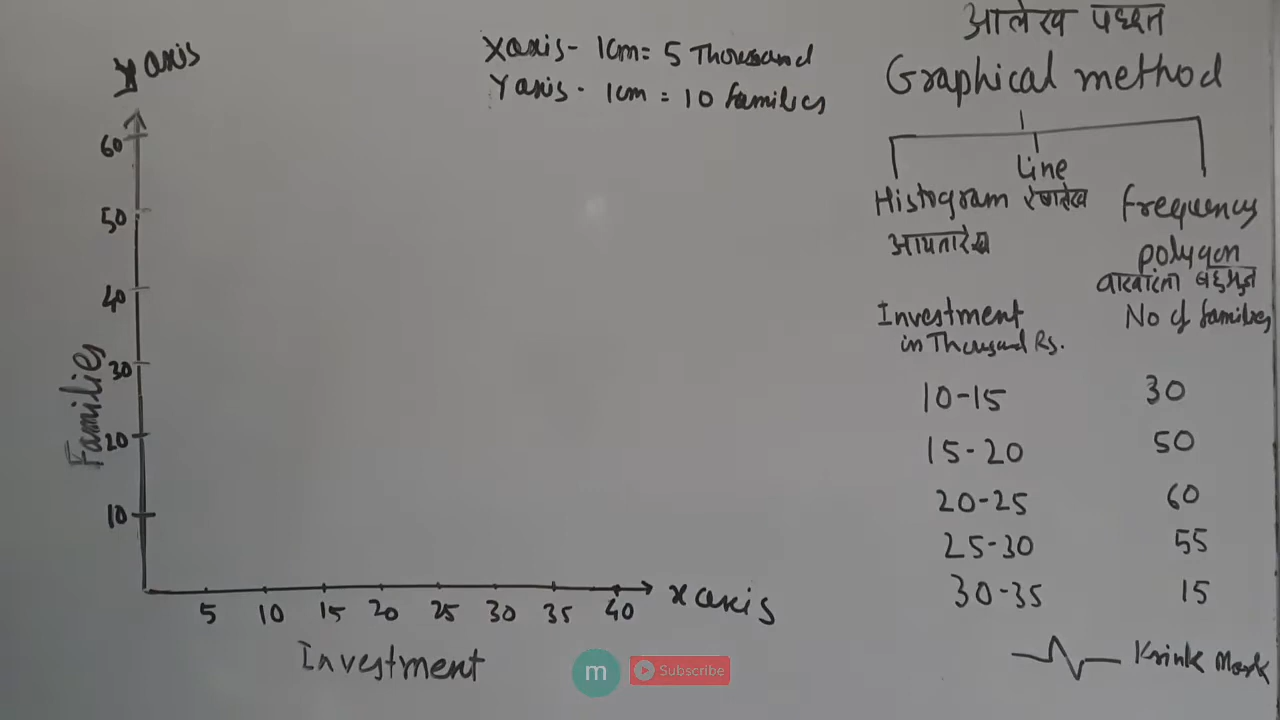 आलेख पध्दत
Graphical method
Line
Histogram रेषालेख Frequency
आयतालेख polygon
वारंवारिता बहुभुज
X axis - 1cm = 5 Thousand
Y axis - 1cm = 10 families
Y axis
60
50
40
30
20
10
Families
5 10 15 20 25 30 35 40
X axis
Investment
Investment No of families
in Thousand Rs.
10-15 30
15-20 50
20-25 60
25-30 55
30-35 15
Krink Mark
m Subscribe